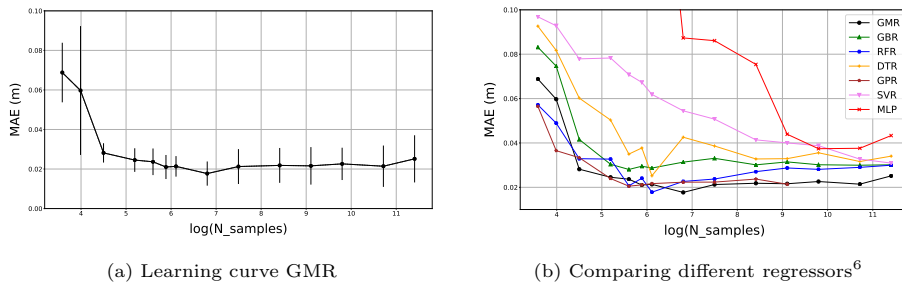 0.10
0.08
0.06
0.04
0.02
0.00
MAE (m)
4 5 6 7 8 9 10 11
log(N_samples)
(a) Learning curve GMR
0.10
0.08
0.06
0.04
0.02
MAE (m)
4 5 6 7 8 9 10 11
log(N_samples)
GMR
GBR
RFR
DTR
GPR
SVR
MLP
(b) Comparing different regressors⁶